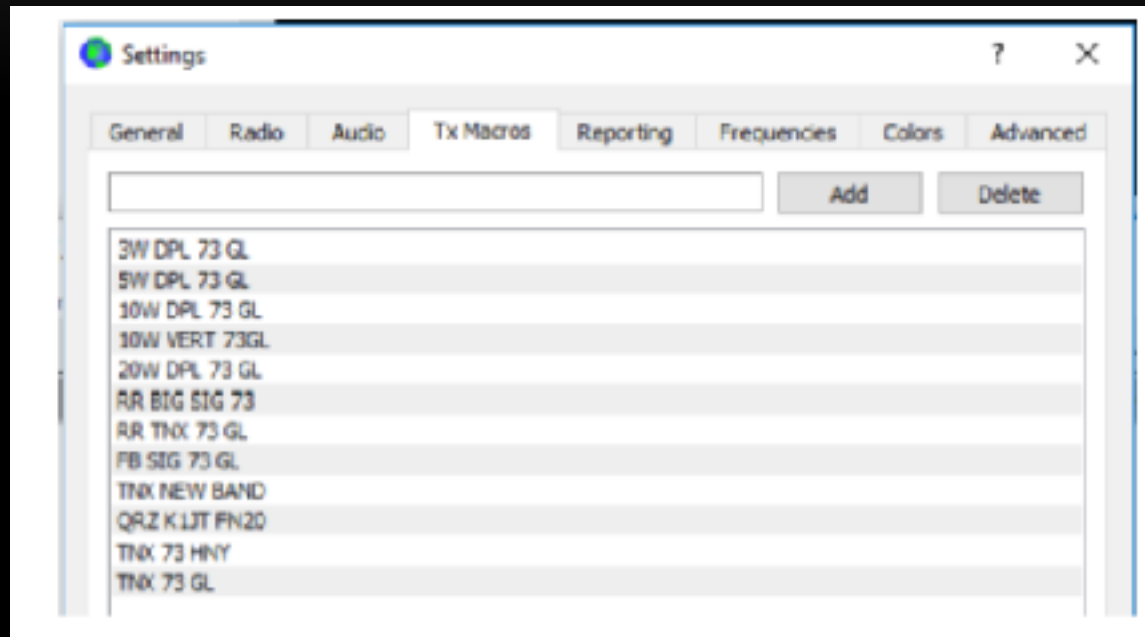 Settings ? X
General Radio Audio Tx Macros Reporting Frequencies Colors Advanced
Add Delete
3W DPL 73 GL
5W DPL 73 GL
10W DPL 73 GL
10W VERT 73GL
20W DPL 73 GL
RR BIG SIG 73
RR TNX 73 GL
FB SIG 73 GL
TNX NEW BAND
QRZ K1JT FN20
TNX 73 HNY
TNX 73 GL